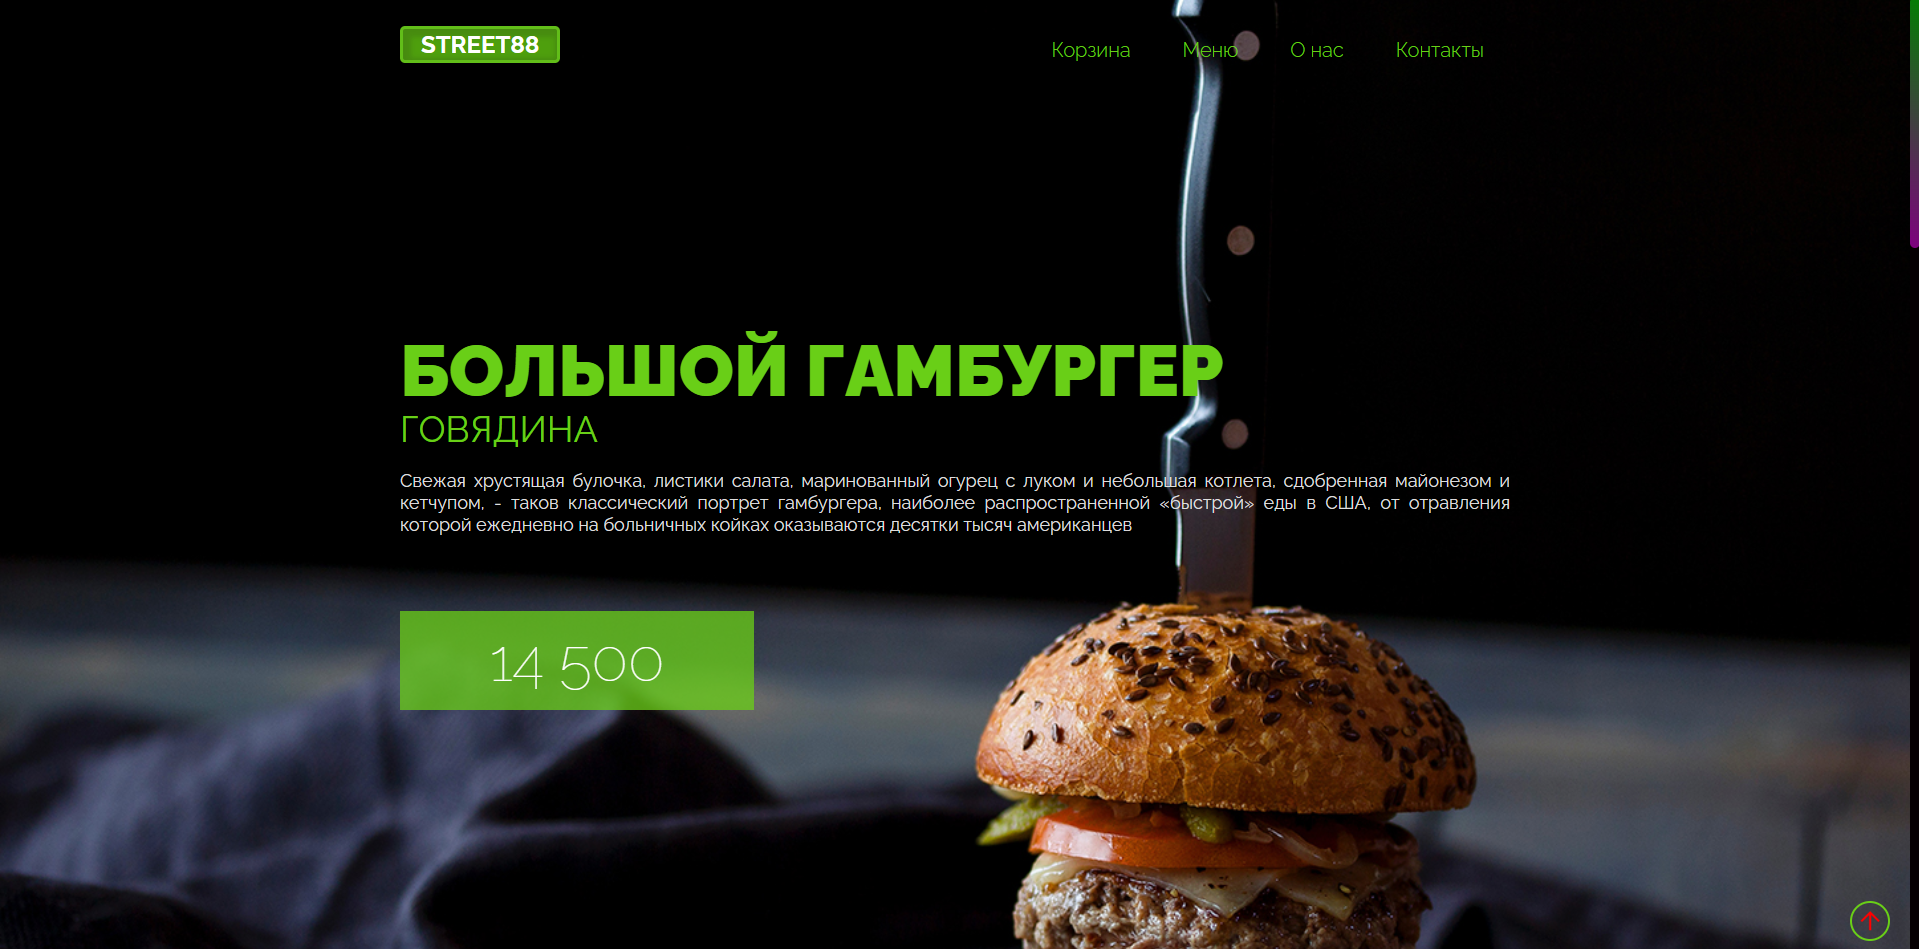 STREET88
Корзина Меню О нас Контакты
БОЛЬШОЙ ГАМБУРГЕР
ГОВЯДИНА
Свежая хрустящая булочка, листики салата, маринованный огурец с луком и небольшая котлета, сдобренная майонезом и
кетчупом, - таков классический портрет гамбургера, наиболее распространенной «быстрой» еды в США, от отравления
которой ежедневно на больничных койках оказываются десятки тысяч американцев
14 500